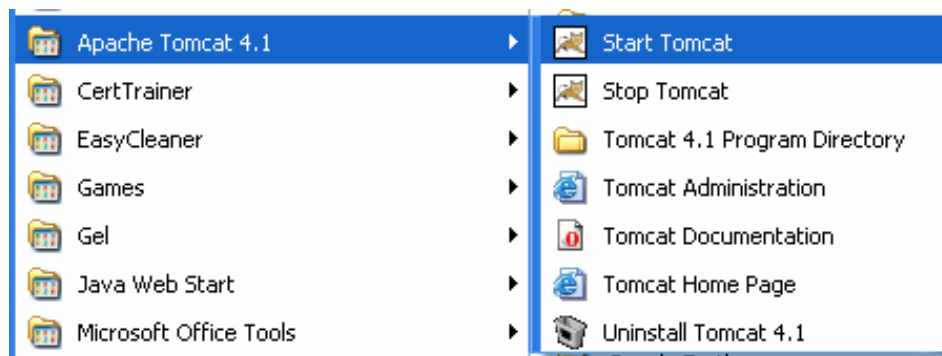 Apache Tomcat 4.1
CertTrainer
EasyCleaner
Games
Gel
Java Web Start
Microsoft Office Tools
Start Tomcat
Stop Tomcat
Tomcat 4.1 Program Directory
Tomcat Administration
Tomcat Documentation
Tomcat Home Page
Uninstall Tomcat 4.1